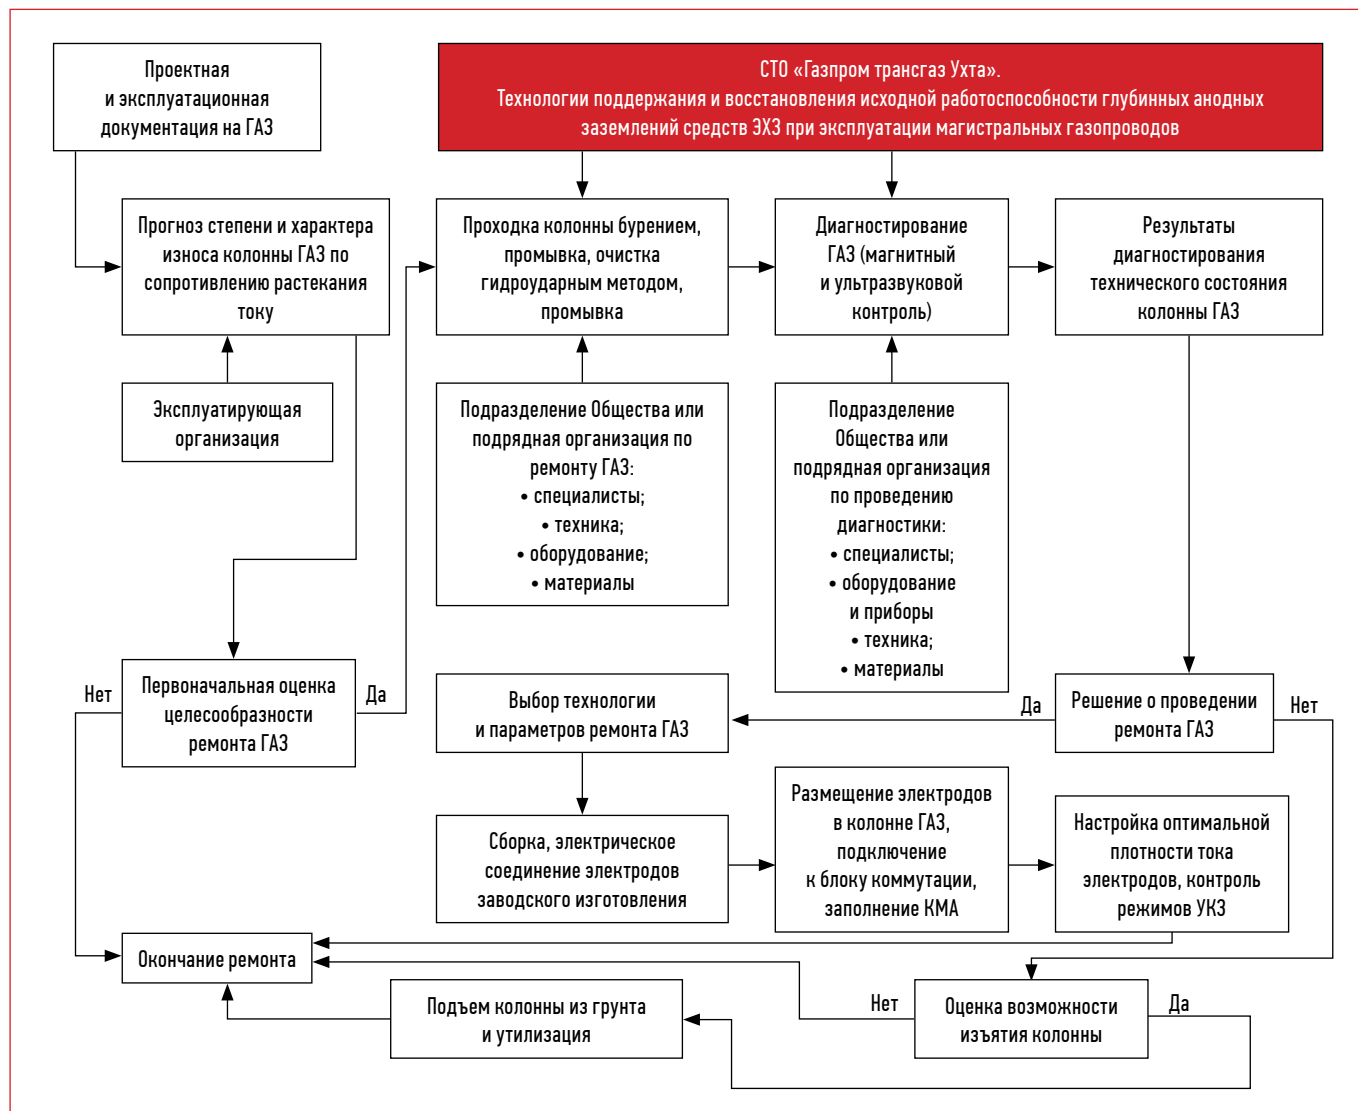 Проектная
и эксплуатационная
документация на ГАЗ
СТО «Газпром трансгаз Ухта».
Технологии поддержания и восстановления исходной работоспособности глубинных анодных
заземлений средств ЭХЗ при эксплуатации магистральных газопроводов
Прогноз степени и характера
износа колонны ГАЗ по
сопротивлению растекания
току
Проходка колонны бурением,
промывка, очистка
гидроударным методом,
промывка
Диагностирование
ГАЗ (магнитный
и ультразвуковой
контроль)
Результаты
диагностирования
технического состояния
колонны ГАЗ
Эксплуатирующая
организация
Подразделение Общества или
подрядная организация по
ремонту ГАЗ:
• специалисты;
• техника;
• оборудование;
• материалы
Подразделение
Общества или
подрядная организация
по проведению
диагностики:
• специалисты;
• оборудование
и приборы
• техника;
• материалы
Нет
Первоначальная оценка
целесообразности
ремонта ГАЗ
Да
Выбор технологии
и параметров ремонта ГАЗ
Да
Решение о проведении
ремонта ГАЗ
Нет
Сборка, электрическое
соединение электродов
заводского изготовления
Размещение электродов
в колонне ГАЗ,
подключение
к блоку коммутации,
заполнение КМА
Настройка оптимальной
плотности тока
электродов, контроль
режимов УКЗ
Окончание ремонта
Подъем колонны из грунта
и утилизация
Нет
Оценка возможности
изъятия колонны
Да